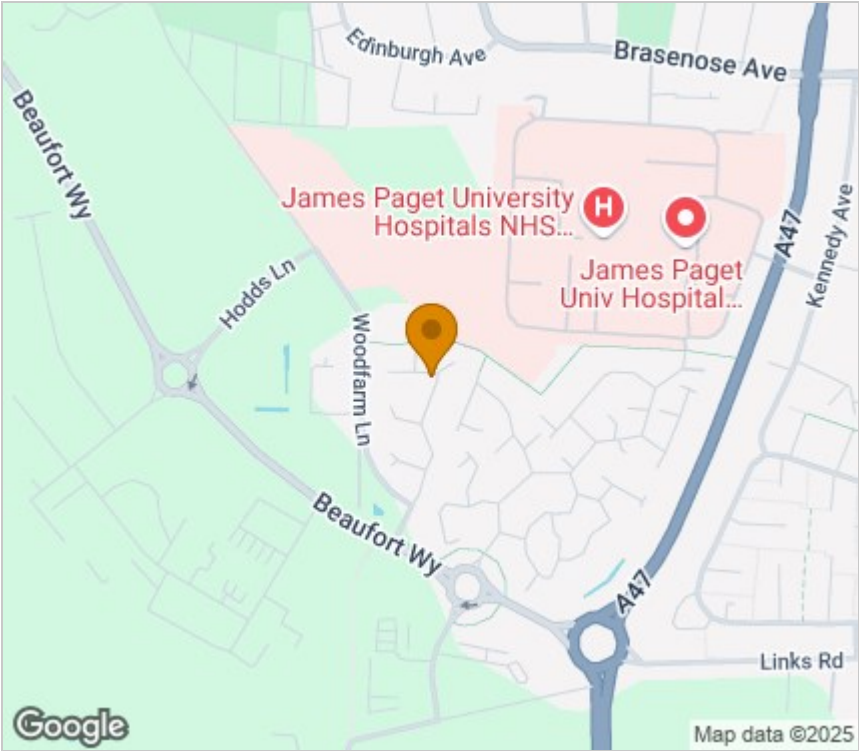 Edinburgh Ave
Brasenose Ave
Beaufort Wy
James Paget University
Hospitals NHS...
H
A47
Kennedy Ave
James Paget
Univ Hospital...
Hodds Ln
Woodfarm Ln
Beaufort Wy
A47
Links Rd
Google
Map data ©2025